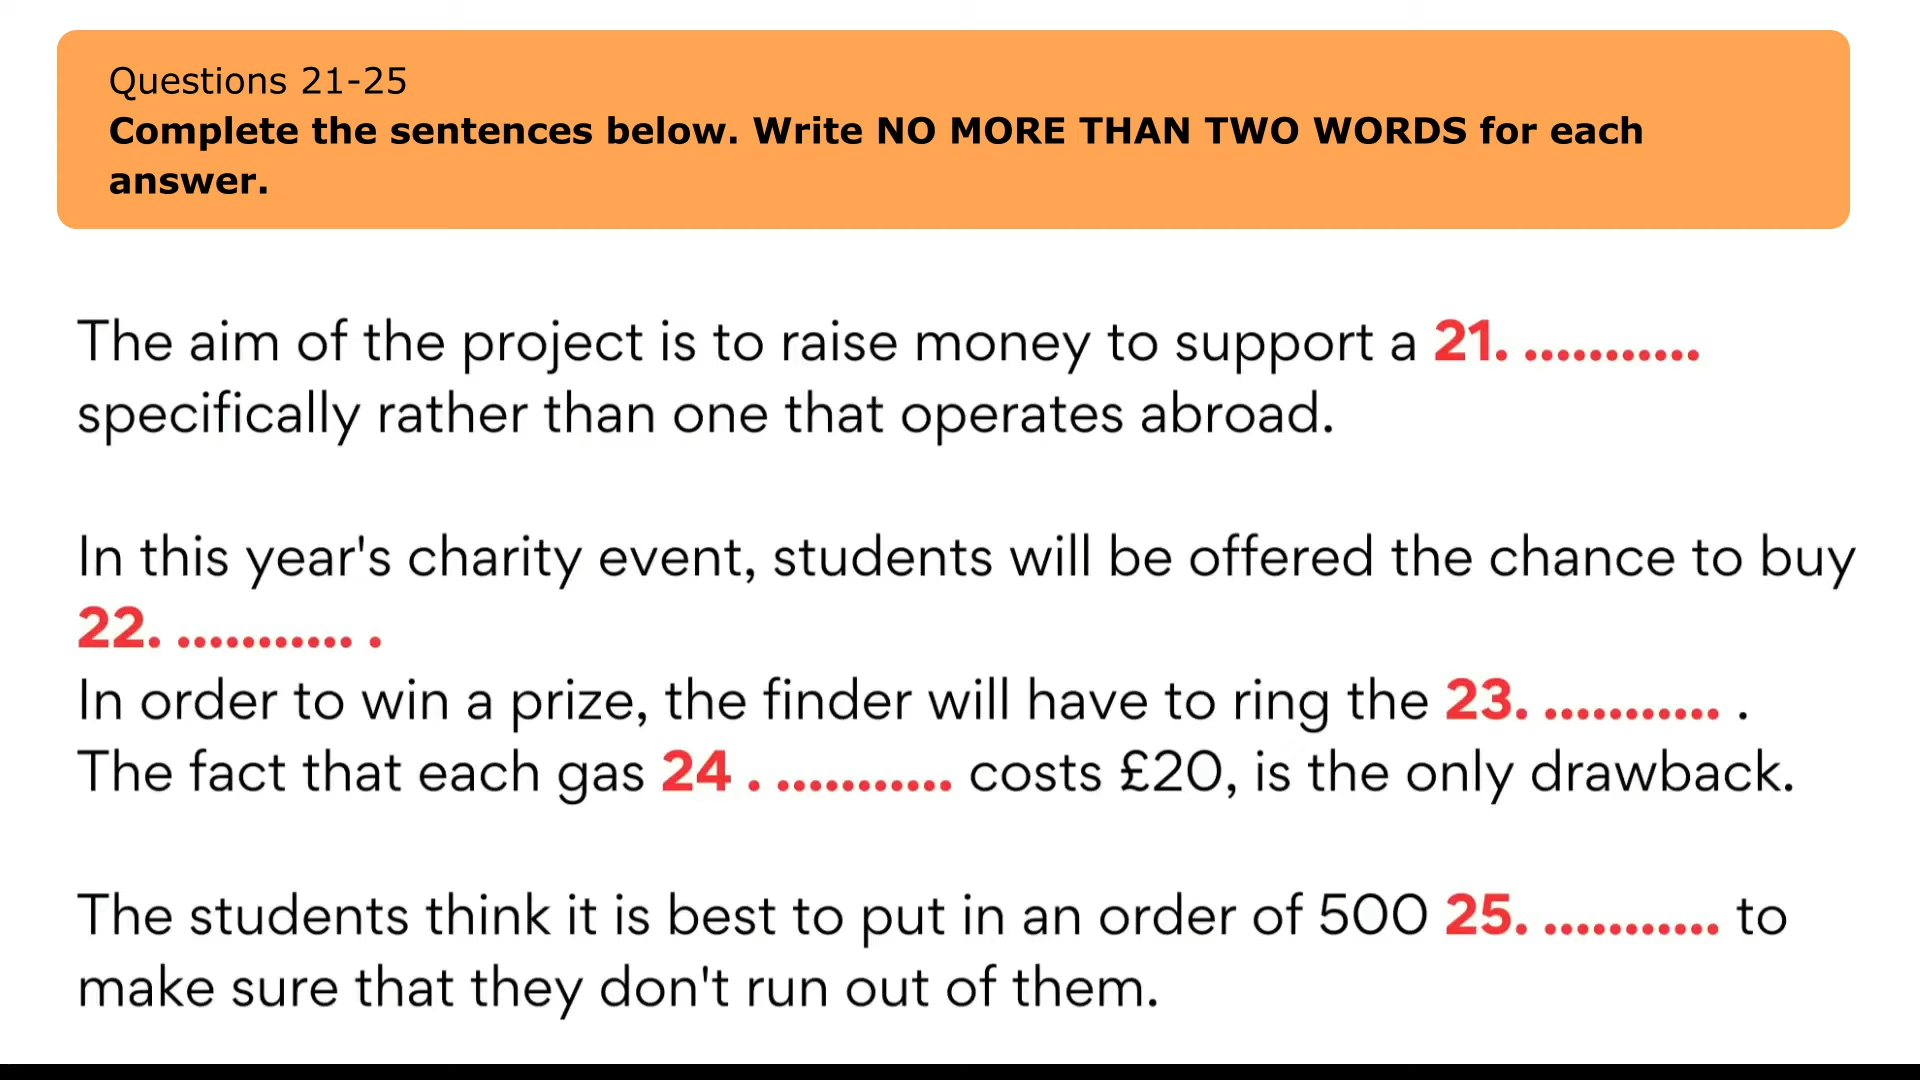 Questions 21-25
Complete the sentences below. Write NO MORE THAN TWO WORDS for each
answer.
The aim of the project is to raise money to support a 21. ...........
specifically rather than one that operates abroad.
In this year's charity event, students will be offered the chance to buy
22. ........... .
In order to win a prize, the finder will have to ring the 23. ........... .
The fact that each gas 24 . ........... costs £20, is the only drawback.
The students think it is best to put in an order of 500 25. ........... to
make sure that they don't run out of them.